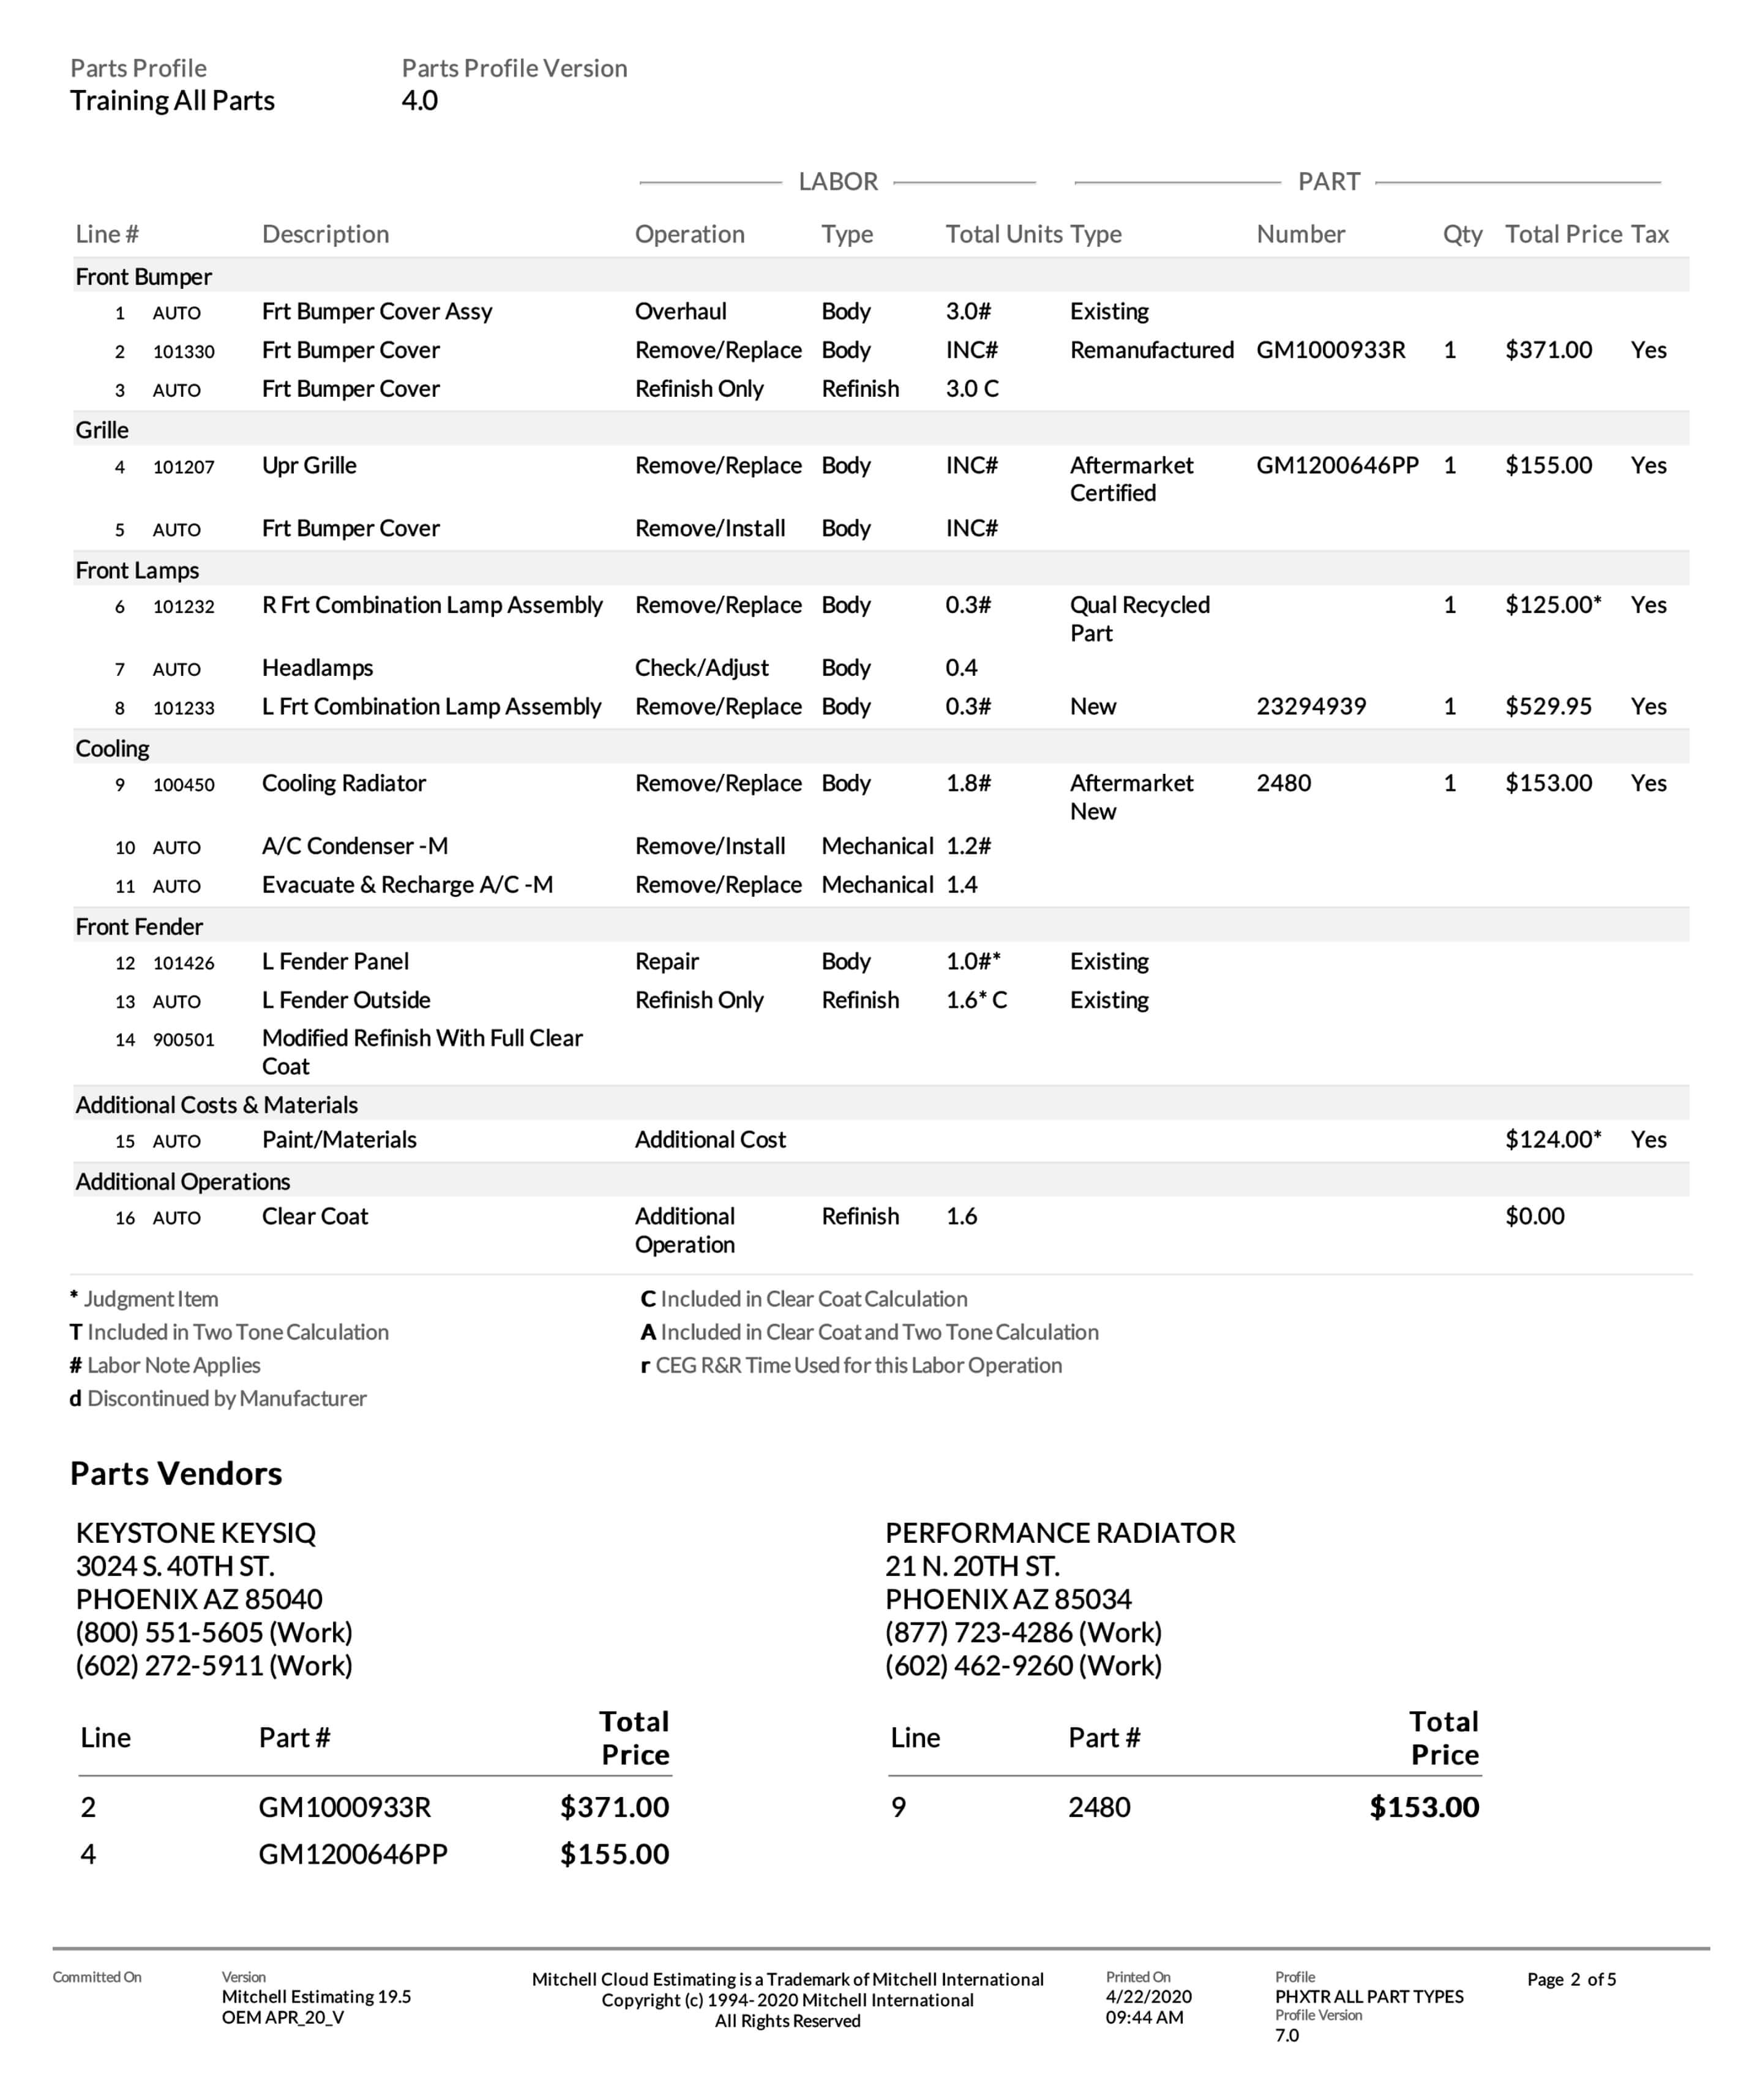 Parts Profile Parts Profile Version
Training All Parts 4.0
LABOR PART
Line # Description Operation Type Total Units Type Number Qty Total Price Tax
Front Bumper
1 AUTO Frt Bumper Cover Assy Overhaul Body 3.0# Existing
2 101330 Frt Bumper Cover Remove/Replace Body INC# Remanufactured GM1000933R 1 $371.00 Yes
3 AUTO Frt Bumper Cover Refinish Only Refinish 3.0 C
Grille
4 101207 Upr Grille Remove/Replace Body INC# Aftermarket GM1200646PP 1 $155.00 Yes
Certified
5 AUTO Frt Bumper Cover Remove/Install Body INC#
Front Lamps
6 101232 R Frt Combination Lamp Assembly Remove/Replace Body 0.3# Qual Recycled 1 $125.00* Yes
Part
7 AUTO Headlamps Check/Adjust Body 0.4
8 101233 L Frt Combination Lamp Assembly Remove/Replace Body 0.3# New 23294939 1 $529.95 Yes
Cooling
9 100450 Cooling Radiator Remove/Replace Body 1.8# Aftermarket 2480 1 $153.00 Yes
New
10 AUTO A/C Condenser -M Remove/Install Mechanical 1.2#
11 AUTO Evacuate & Recharge A/C -M Remove/Replace Mechanical 1.4
Front Fender
12 101426 L Fender Panel Repair Body 1.0#* Existing
13 AUTO L Fender Outside Refinish Only Refinish 1.6* C Existing
14 900501 Modified Refinish With Full Clear
Coat
Additional Costs & Materials
15 AUTO Paint/Materials Additional Cost $124.00* Yes
Additional Operations
16 AUTO Clear Coat Additional Refinish 1.6 $0.00
Operation
* Judgment Item C Included in Clear Coat Calculation
T Included in Two Tone Calculation A Included in Clear Coat and Two Tone Calculation
# Labor Note Applies r CEG R&R Time Used for this Labor Operation
d Discontinued by Manufacturer
Parts Vendors
KEYSTONE KEYSIQ
3024 S. 40TH ST.
PHOENIX AZ 85040
(800) 551-5605 (Work)
(602) 272-5911 (Work)
Line Part # Total
Price
2 GM1000933R $371.00
4 GM1200646PP $155.00
PERFORMANCE RADIATOR
21 N. 20TH ST.
PHOENIX AZ 85034
(877) 723-4286 (Work)
(602) 462-9260 (Work)
Line Part # Total
Price
9 2480 $153.00
Committed On
Version
Mitchell Estimating 19.5
OEM APR_20_V
Mitchell Cloud Estimating is a Trademark of Mitchell International
Copyright (c) 1994- 2020 Mitchell International
All Rights Reserved
Printed On
4/22/2020
09:44 AM
Profile
PHXTR ALL PART TYPES
Profile Version
7.0
Page 2 of 5